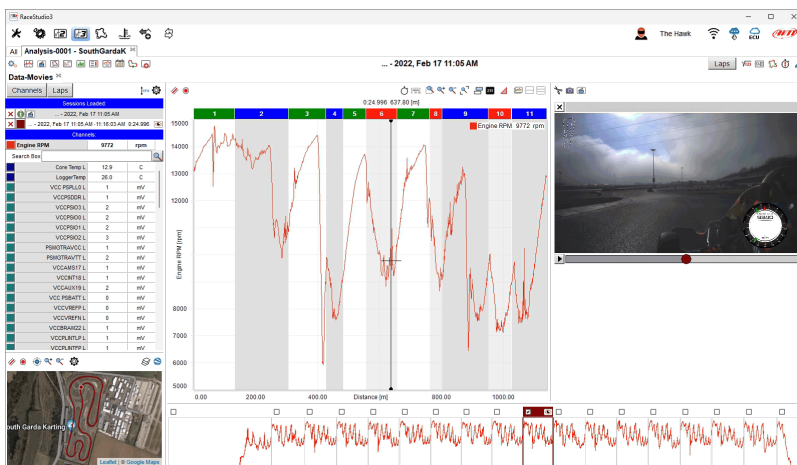 RaceStudio3
The Hawk
ECU
All Analysis-0001 - SouthGardaK
... - 2022, Feb 17 11:05 AM
Laps
Data-Movies
Channels Laps
Sessions Loaded:
... - 2022, Feb 17 11:05 AM
... - 2022, Feb 17 11:05 AM - 11:16:03 AM 0:24.996
Channels:
Engine RPM 9772 rpm
Search Box
Core Temp L 12.9 C
LoggerTemp 26.0 C
VCC PSPLL0 L 1 mV
VCCPSDDR L 1 mV
VCCPSIO3 L 2 mV
VCCPSIO0 L 2 mV
VCCPSIO1 L 2 mV
VCCPSIO2 L 3 mV
PSMGTRAVCC L 1 mV
PSMGTRAVTT L 2 mV
VCCAMS17 L 1 mV
VCCINT18 L 1 mV
VCCAUX19 L 2 mV
VCC PSBATT L 0 mV
VCCVREFP L 0 mV
VCCVREFN L 0 mV
VCCBRAM22 L 1 mV
VCCPLINTLP L 1 mV
VCCPLINTFP L 1 mV
outh Garda Karting
Leaflet | © Google Maps
0:24.996 637.80 [m]
1 2 3 4 5 6 7 8 9 10 11
Engine RPM 9772 rpm
15000
14000
13000
12000
Engine RPM [rpm]
8000
7000
6000
5000
0.00 200.00 400.00 Distance [m] 800.00 1000.00